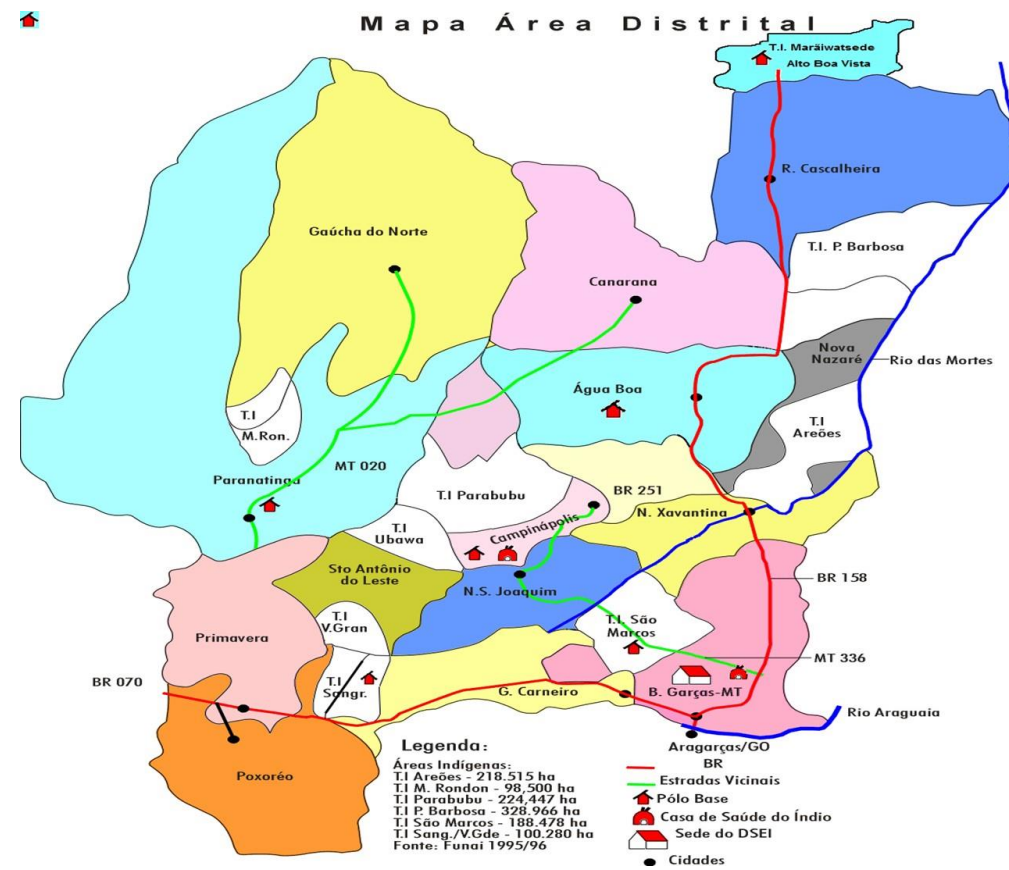 Mapa Área Distrital
T.I. Maräiwatsede
Alto Boa Vista
R. Cascalheira
T.I. P. Barbosa
Gaúcha do Norte
Canarana
Nova
Nazaré
Rio das Mortes
Água Boa
T.I
M.Ron.
T.I
Areões
MT 020
Paranatinga
T.I Parabubu
BR 251
N. Xavantina
Campinápolis
T.I
Ubawa
Sto Antônio
do Leste
N.S. Joaquim
BR 158
T.I
V.Gran
T.I. São
Marcos
Primavera
MT 336
BR 070
T.I
Sangr.
G. Carneiro
B. Garças-MT
Rio Araguaia
Aragarças/GO
Poxoréo
Legenda:
Áreas Indígenas:
T.I Areões - 218.515 ha
T.I M. Rondon - 98,500 ha
T.I Parabubu - 224,447 ha
T.I P. Barbosa - 328.966 ha
T.I São Marcos - 188.478 ha
T.I Sang./V.Gde - 100.280 ha
Fonte: Funai 1995/96
BR
Estradas Vicinais
Pólo Base
Casa de Saúde do Índio
Sede do DSEI
Cidades